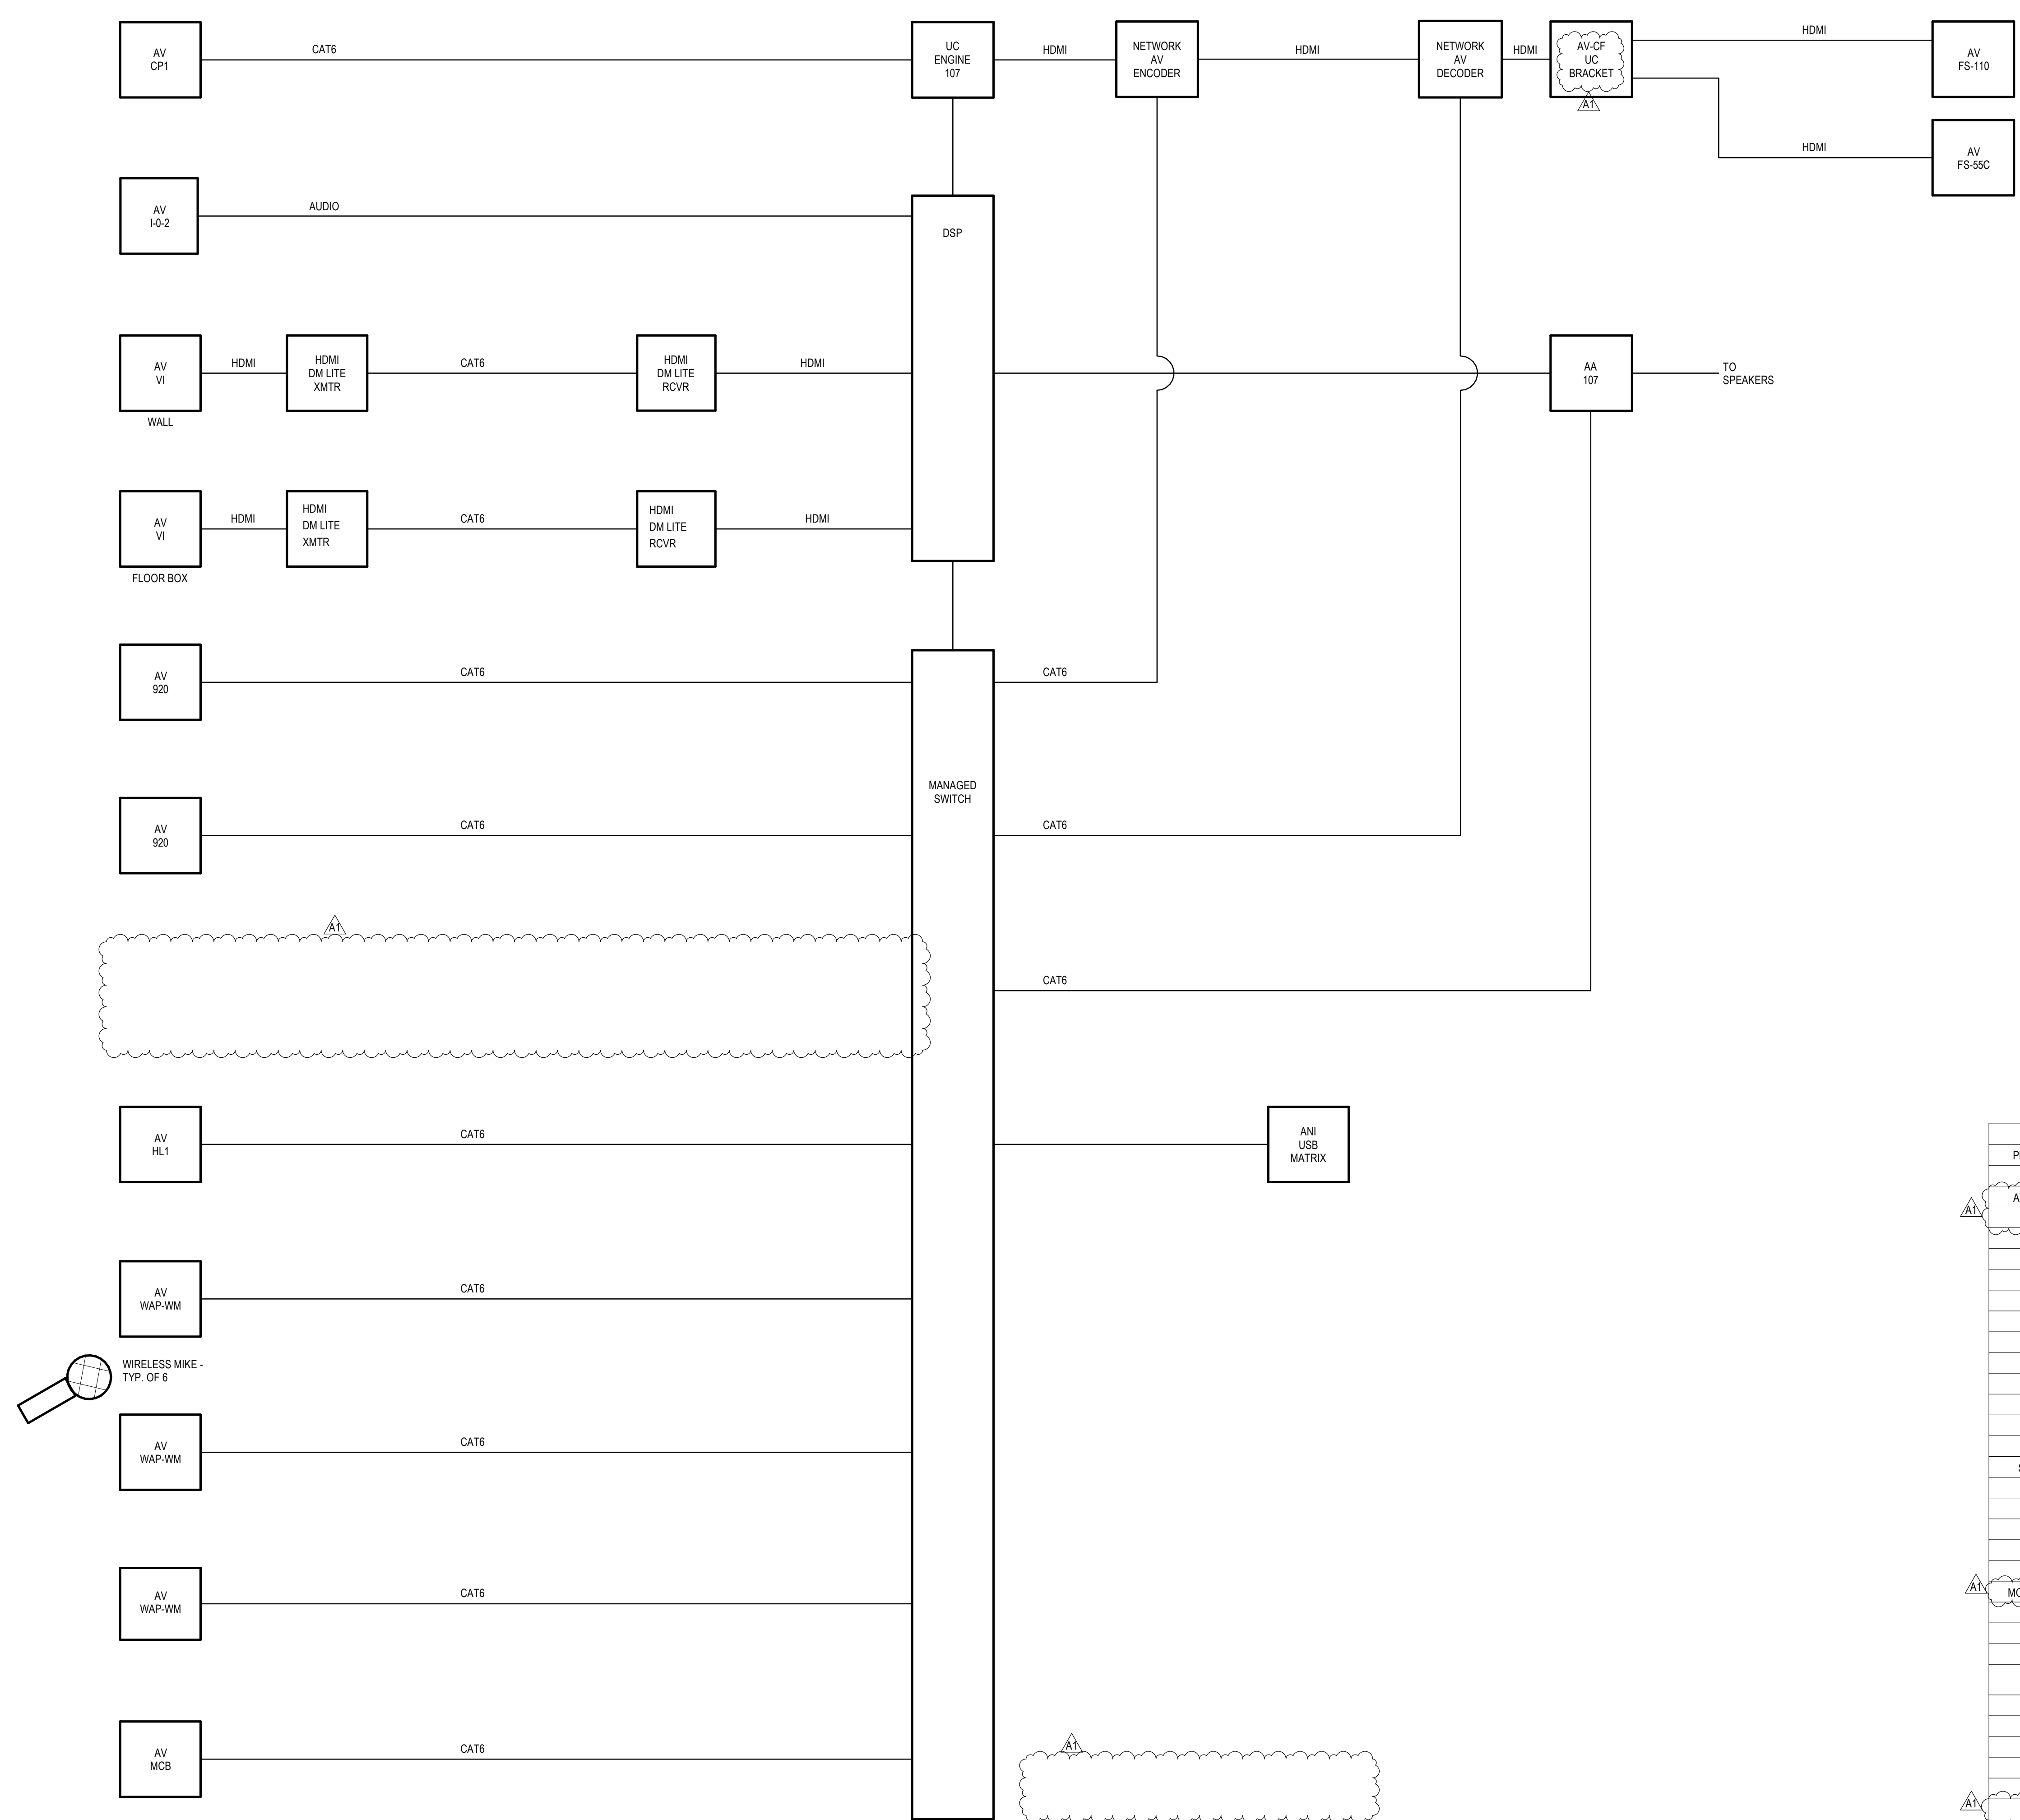 AV
CP1
CAT6
UC
ENGINE
107
HDMI
NETWORK
AV
ENCODER
HDMI
NETWORK
AV
DECODER
HDMI
AV-CF
UC
BRACKET
A1
HDMI
AV
FS-110
HDMI
AV
FS-55C
AV
I-0-2
AUDIO
DSP
AV
VI
WALL
HDMI
HDMI
DM LITE
XMTR
CAT6
HDMI
DM LITE
RCVR
HDMI
AA
107
TO
SPEAKERS
AV
VI
FLOOR BOX
HDMI
HDMI
DM LITE
XMTR
CAT6
HDMI
DM LITE
RCVR
HDMI
AV
920
CAT6
CAT6
MANAGED
SWITCH
AV
920
CAT6
CAT6
A1
CAT6
AV
HL1
CAT6
ANI
USB
MATRIX
A1
AV
WAP-WM
CAT6
WIRELESS MIKE -
TYP. OF 6
AV
WAP-WM
CAT6
AV
WAP-WM
CAT6
A1
AV
MCB
CAT6
A1
A1